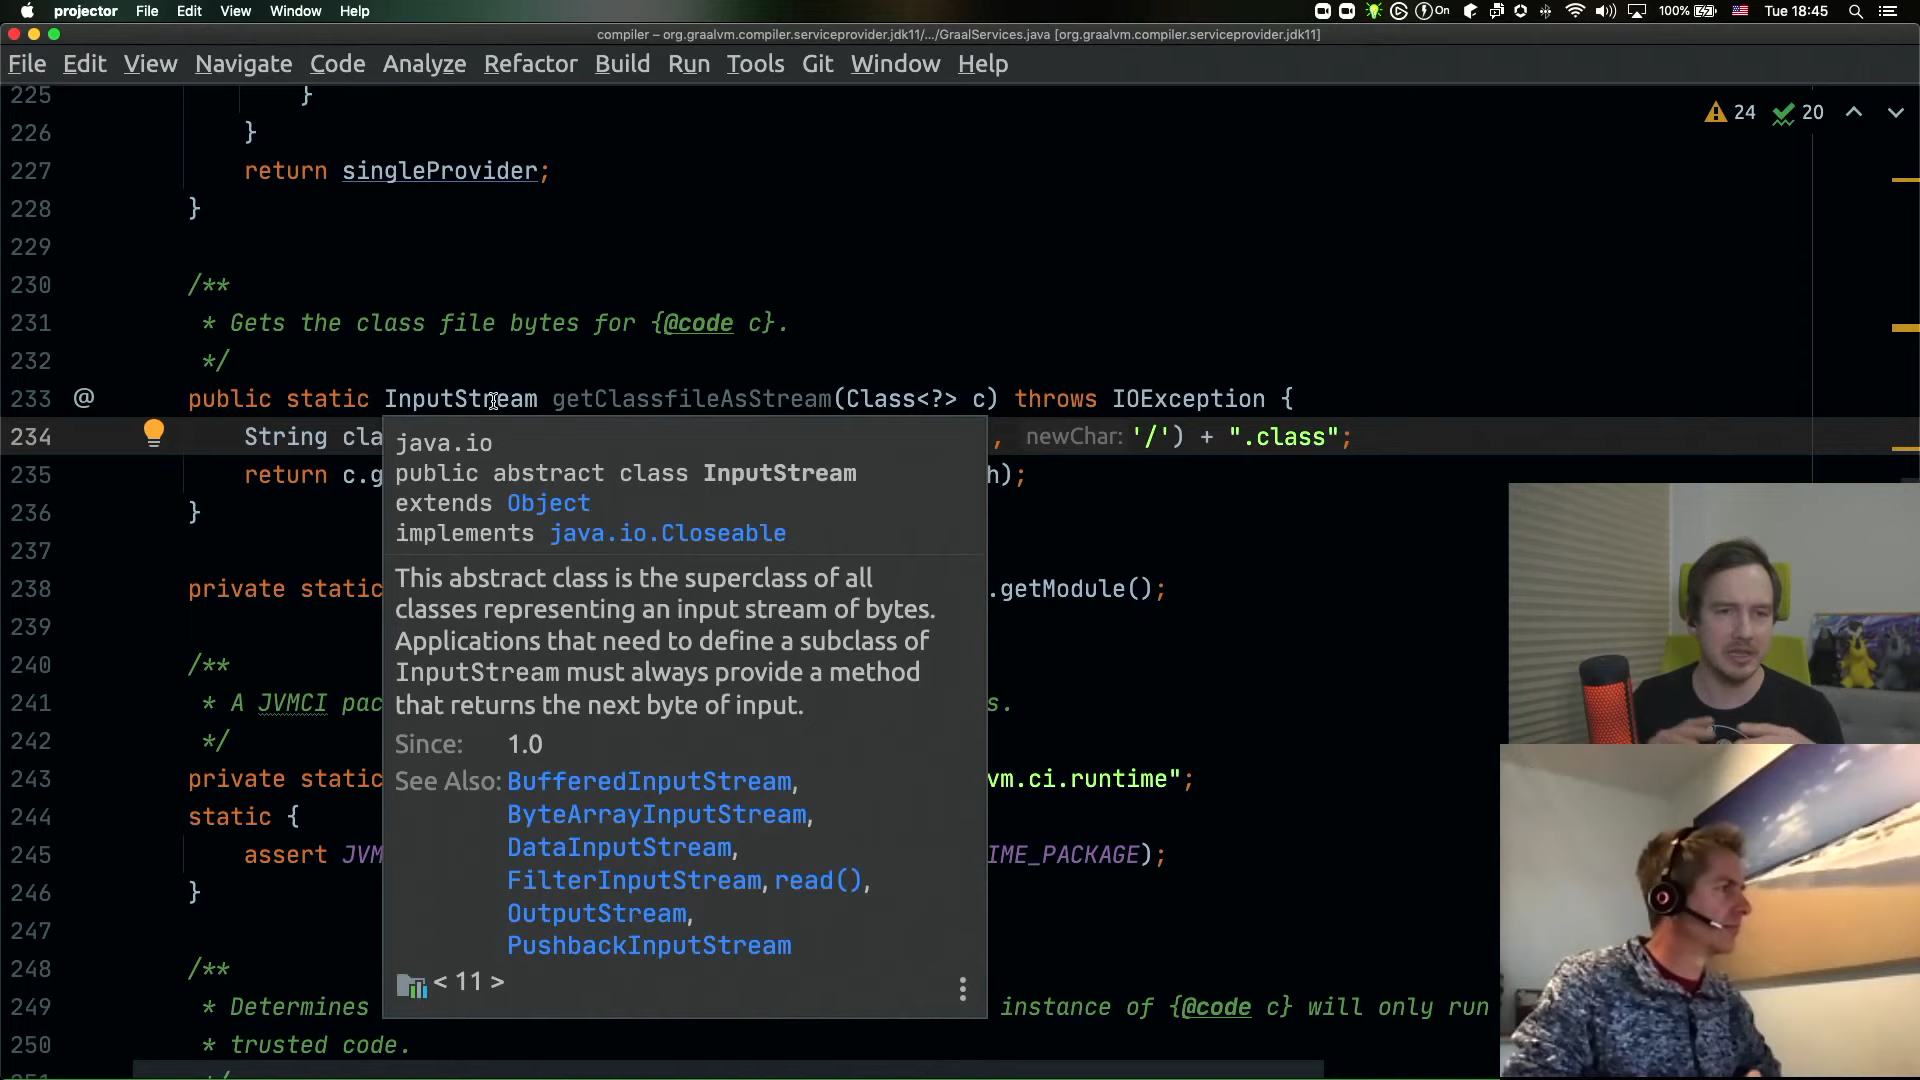 projector File Edit View Window Help On 100% Tue 18:45
compiler – org.graalvm.compiler.serviceprovider.jdk11/.../GraalServices.java [org.graalvm.compiler.serviceprovider.jdk11]
File Edit View Navigate Code Analyze Refactor Build Run Tools Git Window Help
24 20
225 }
226 }
227 return singleProvider;
228 }
229
230 /**
231 * Gets the class file bytes for {@code c}.
232 */
233 @ public static InputStream getClassfileAsStream(Class<?> c) throws IOException {
234 String cla , newChar: '/') + ".class";
235 return c.g h);
236 }
237
238 private static .getModule();
239
240 /**
241 * A JVMCI pac s.
242 */
243 private static vm.ci.runtime";
244 static {
245 assert JVM IME_PACKAGE);
246 }
247
248 /**
249 * Determines instance of {@code c} will only run
250 * trusted code.
java.io
public abstract class InputStream
extends Object
implements java.io.Closeable
This abstract class is the superclass of all
classes representing an input stream of bytes.
Applications that need to define a subclass of
InputStream must always provide a method
that returns the next byte of input.
Since: 1.0
See Also: BufferedInputStream,
ByteArrayInputStream,
DataInputStream,
FilterInputStream, read(),
OutputStream,
PushbackInputStream
< 11 >